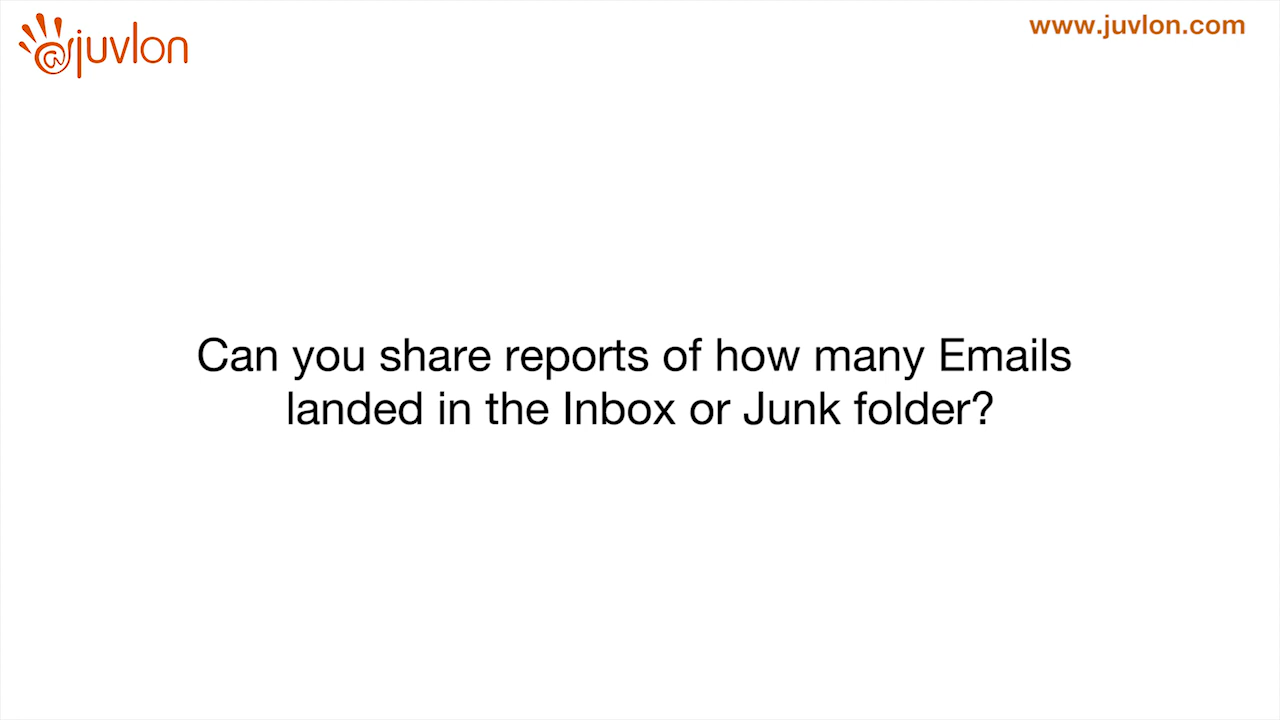 @juvlon
www.juvlon.com
Can you share reports of how many Emails
landed in the Inbox or Junk folder?